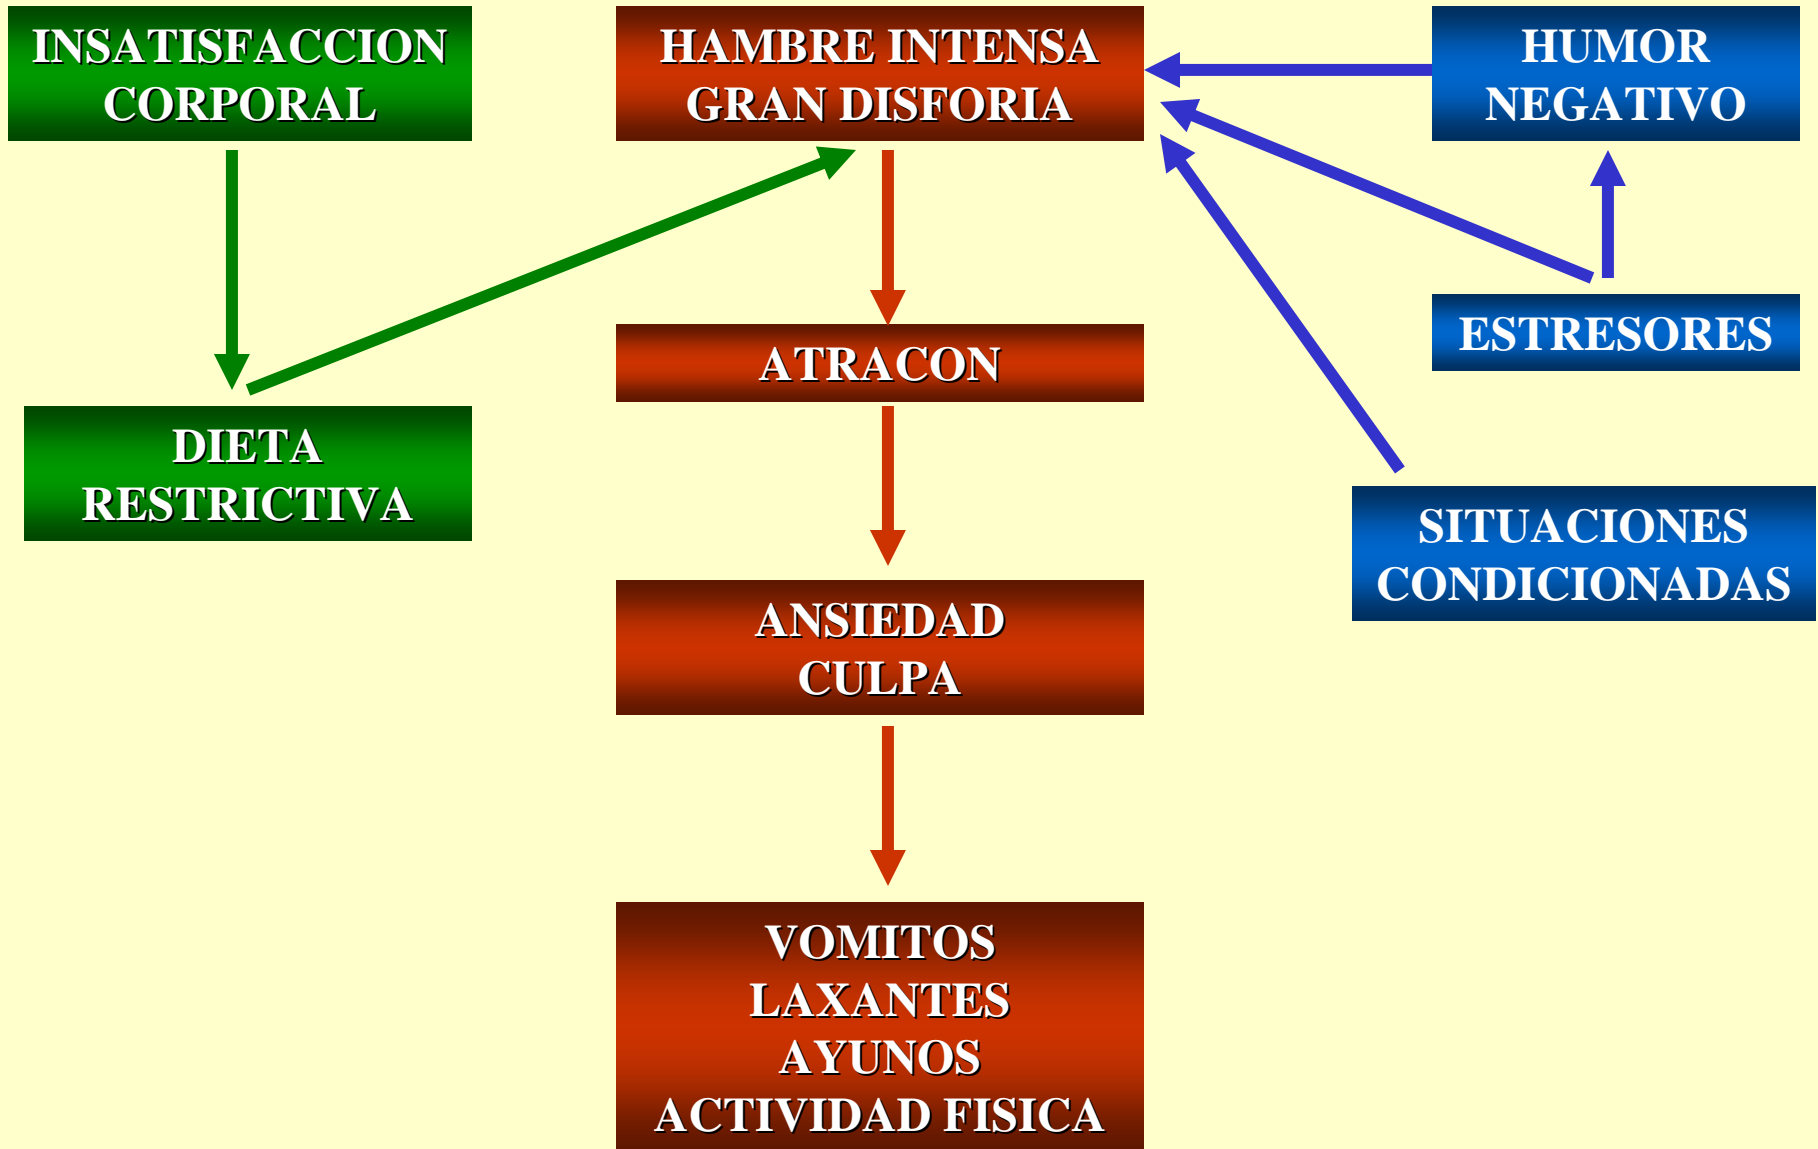 INSATISFACCION
CORPORAL
HAMBRE INTENSA
GRAN DISFORIA
HUMOR
NEGATIVO
ESTRESORES
ATRACON
DIETA
RESTRICTIVA
SITUACIONES
CONDICIONADAS
ANSIEDAD
CULPA
VOMITOS
LAXANTES
AYUNOS
ACTIVIDAD FISICA